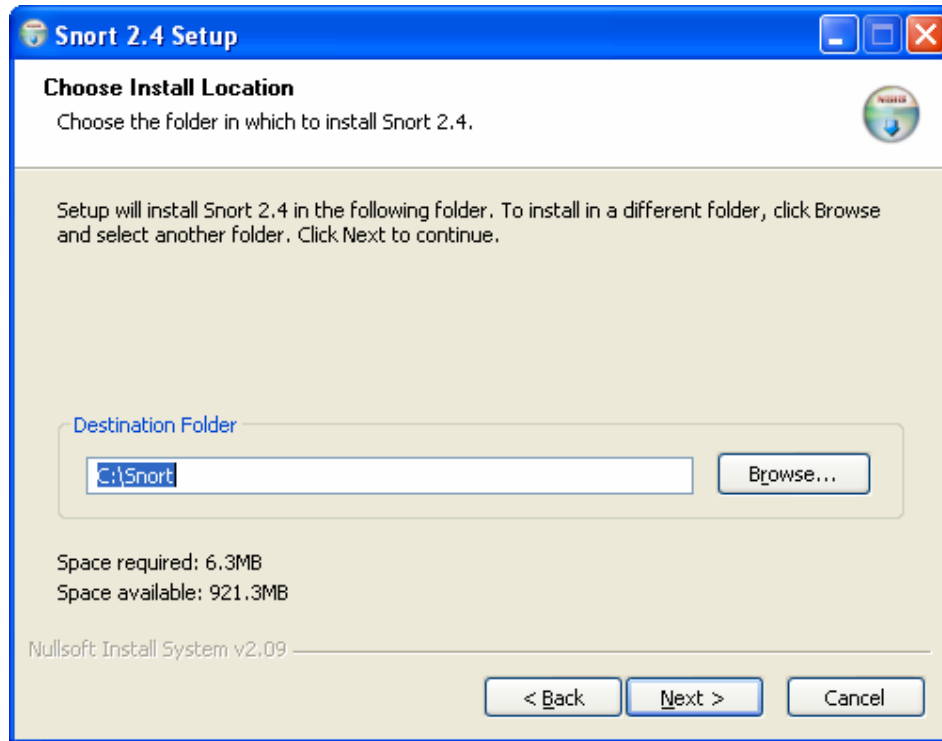 Snort 2.4 Setup
Choose Install Location
Choose the folder in which to install Snort 2.4.
Setup will install Snort 2.4 in the following folder. To install in a different folder, click Browse
and select another folder. Click Next to continue.
Destination Folder
C:\Snort
Browse...
Space required: 6.3MB
Space available: 921.3MB
Nullsoft Install System v2.09
< Back
Next >
Cancel